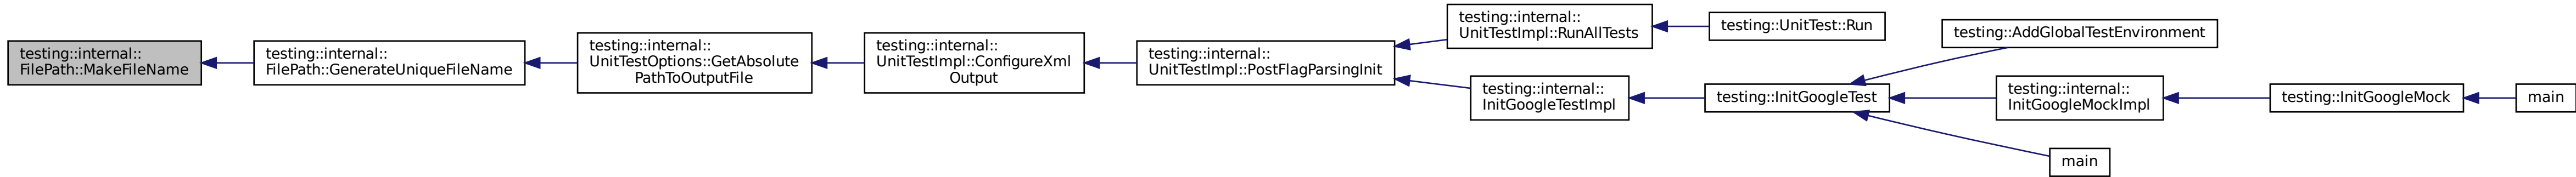 testing::internal::
FilePath::MakeFileName
testing::internal::
FilePath::GenerateUniqueFileName
testing::internal::
UnitTestOptions::GetAbsolute
PathToOutputFile
testing::internal::
UnitTestImpl::ConfigureXml
Output
testing::internal::
UnitTestImpl::PostFlagParsingInit
testing::internal::
UnitTestImpl::RunAllTests
testing::UnitTest::Run
testing::internal::
InitGoogleTestImpl
testing::InitGoogleTest
testing::AddGlobalTestEnvironment
testing::internal::
InitGoogleMockImpl
testing::InitGoogleMock
main
main